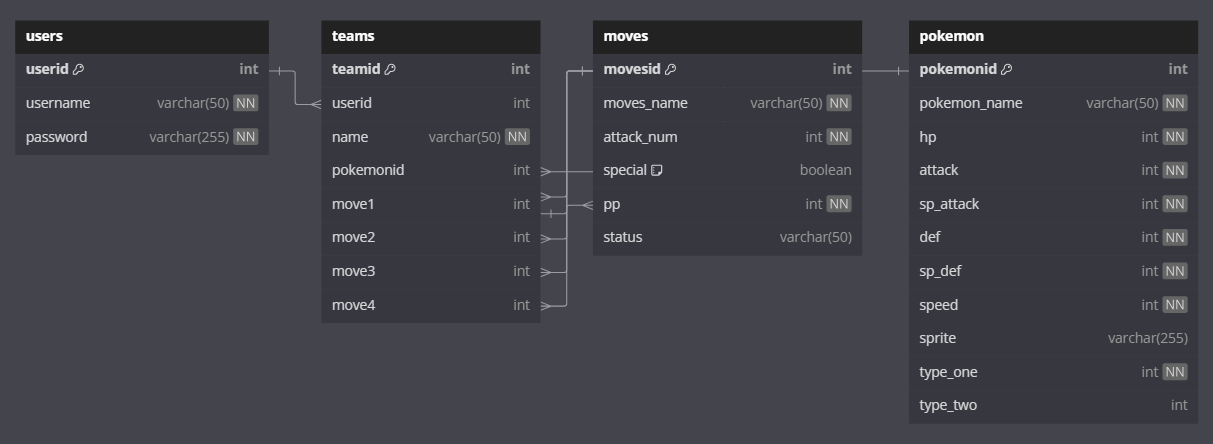 users
userid int
username varchar(50) NN
password varchar(255) NN
teams
teamid int
userid int
name varchar(50) NN
pokemonid int
move1 int
move2 int
move3 int
move4 int
moves
movesid int
moves_name varchar(50) NN
attack_num int NN
special boolean
pp int NN
status varchar(50)
pokemon
pokemonid int
pokemon_name varchar(50) NN
hp int NN
attack int NN
sp_attack int NN
def int NN
sp_def int NN
speed int NN
sprite varchar(255)
type_one int NN
type_two int